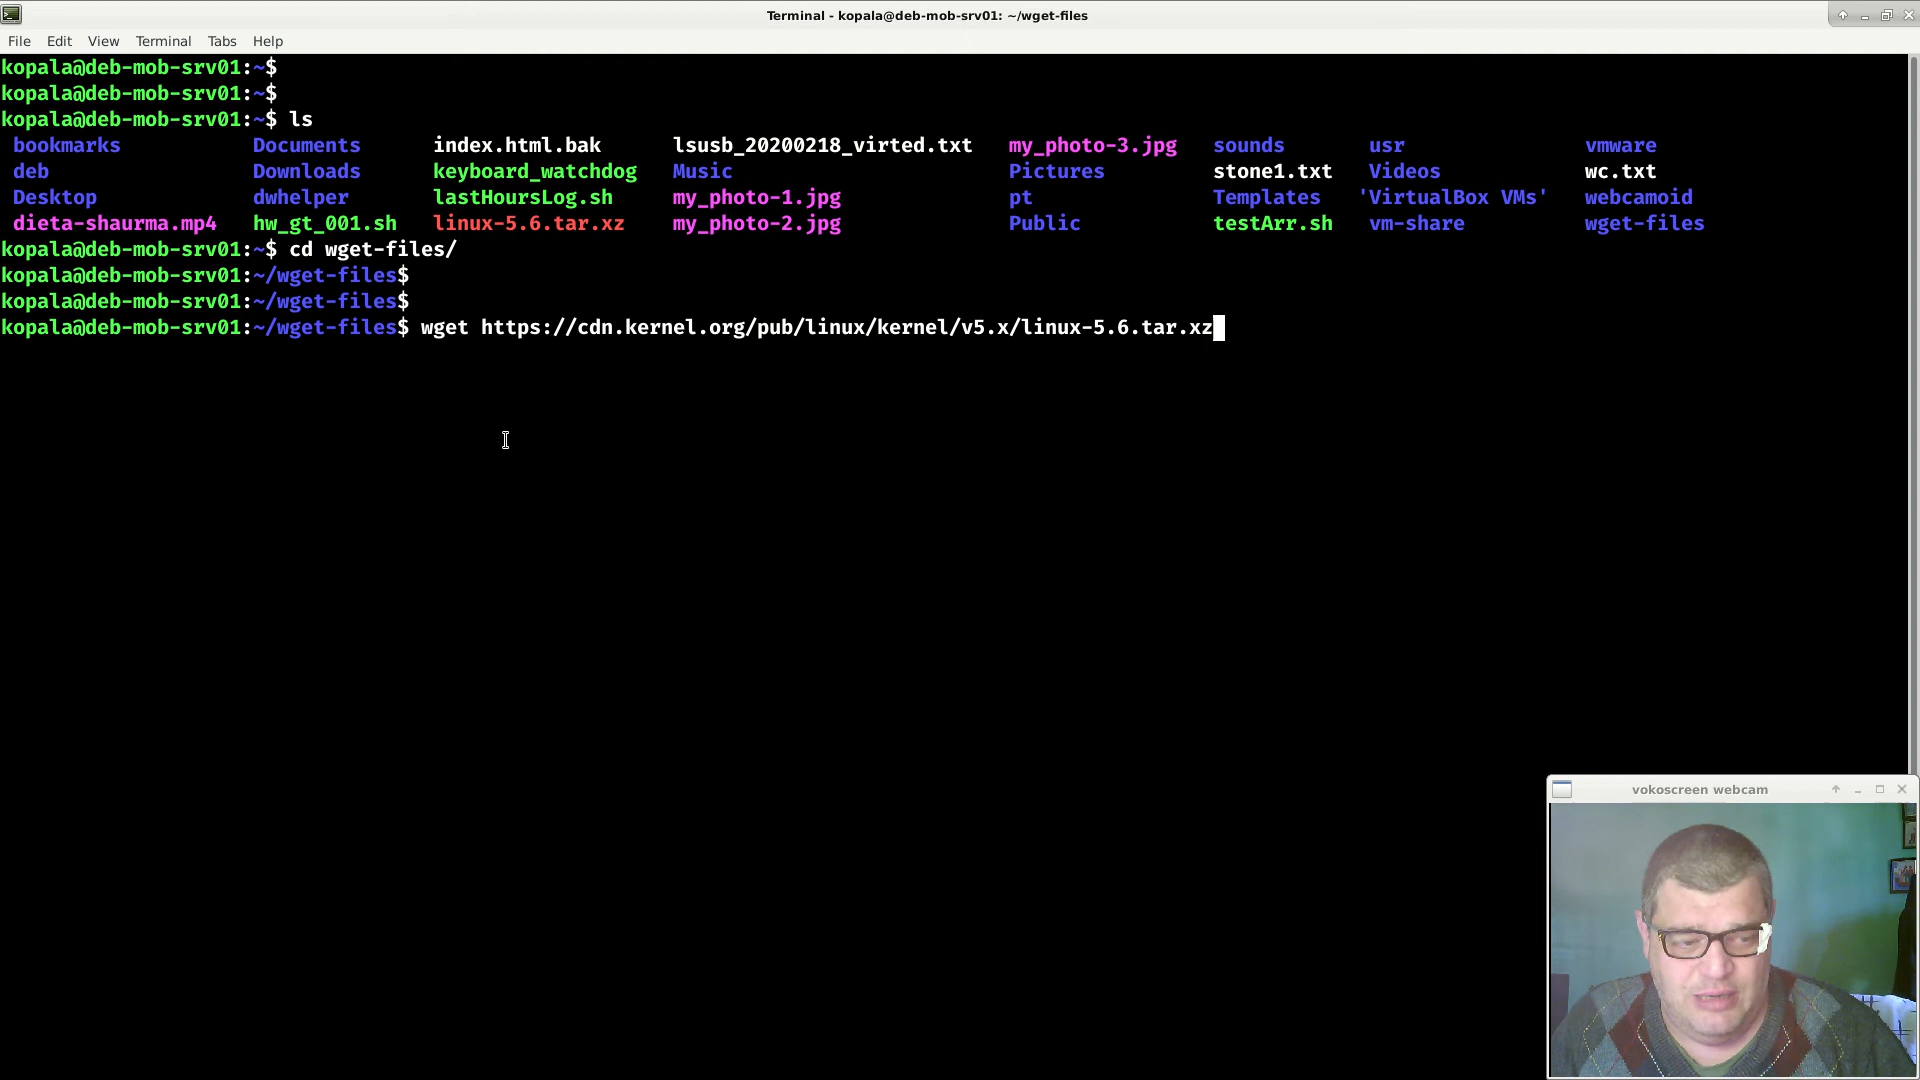 Terminal - kopala@deb-mob-srv01: ~/wget-files
File Edit View Terminal Tabs Help
kopala@deb-mob-srv01:~$
kopala@deb-mob-srv01:~$
kopala@deb-mob-srv01:~$ ls
bookmarks Documents index.html.bak lsusb_20200218_virted.txt my_photo-3.jpg sounds usr vmware
deb Downloads keyboard_watchdog Music Pictures stone1.txt Videos wc.txt
Desktop dwhelper lastHoursLog.sh my_photo-1.jpg pt Templates 'VirtualBox VMs' webcamoid
dieta-shaurma.mp4 hw_gt_001.sh linux-5.6.tar.xz my_photo-2.jpg Public testArr.sh vm-share wget-files
kopala@deb-mob-srv01:~$ cd wget-files/
kopala@deb-mob-srv01:~/wget-files$
kopala@deb-mob-srv01:~/wget-files$
kopala@deb-mob-srv01:~/wget-files$ wget https://cdn.kernel.org/pub/linux/kernel/v5.x/linux-5.6.tar.xz
vokoscreen webcam